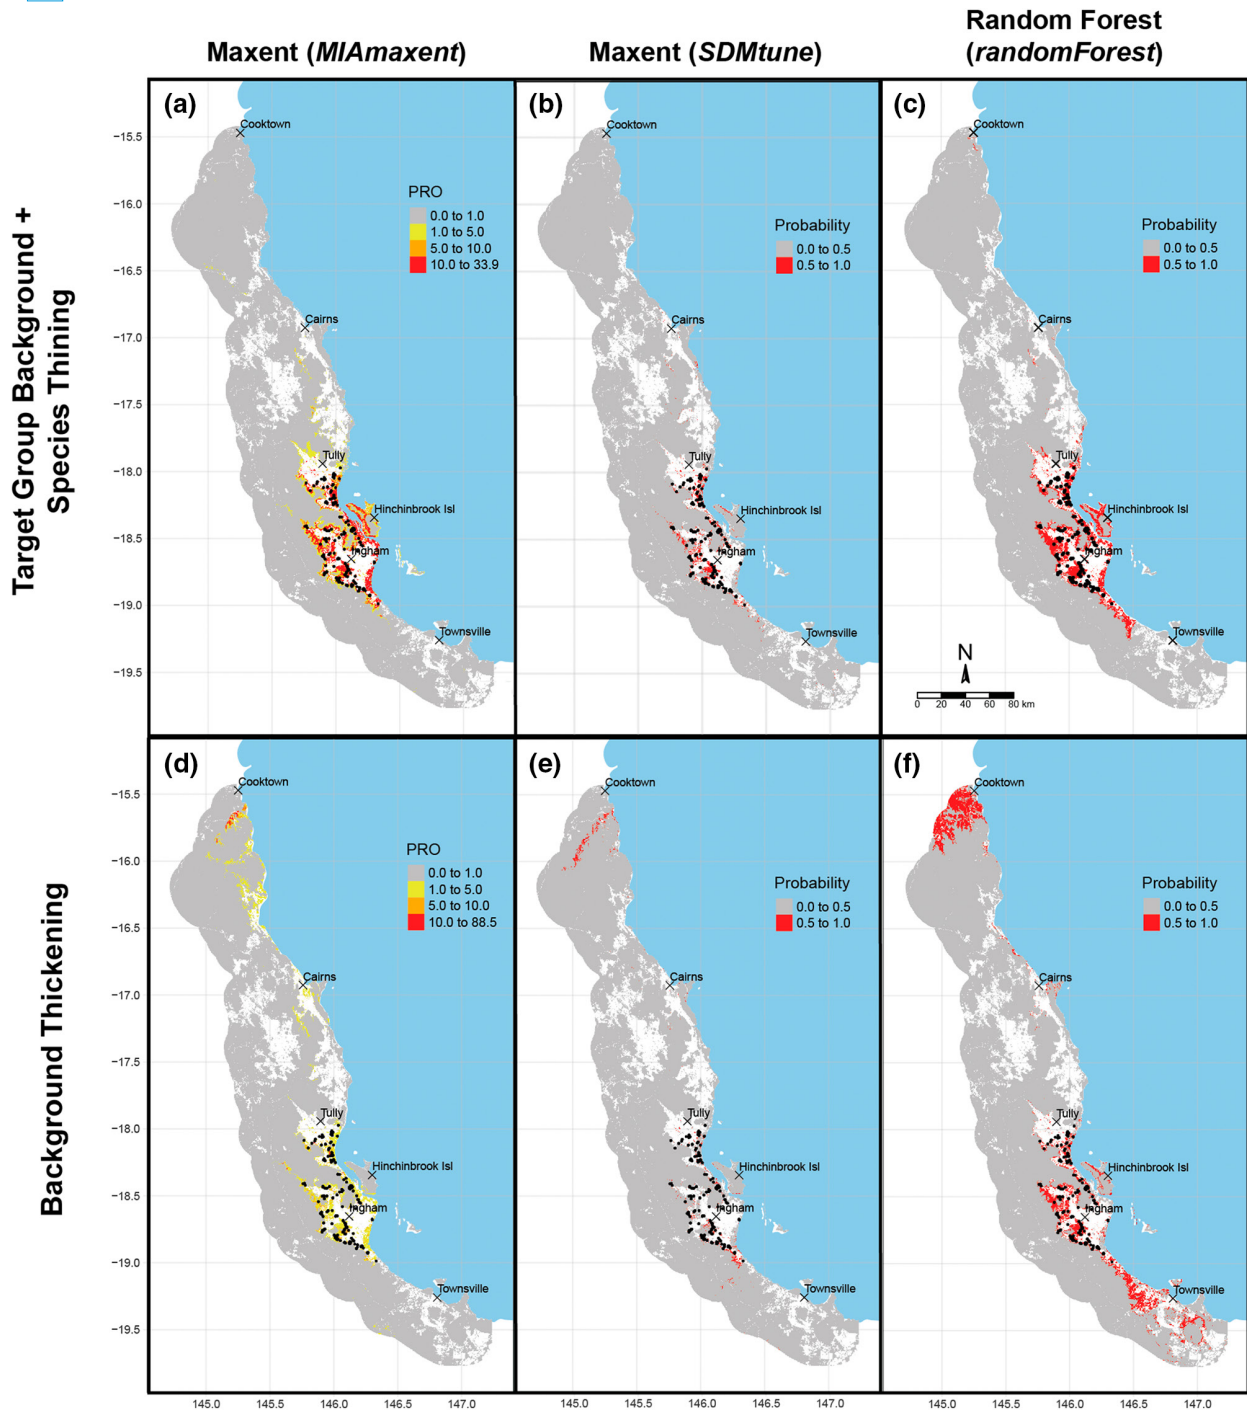 Maxent (MIAmaxent)
Maxent (SDMtune)
Random Forest
(randomForest)
Target Group Background +
Species Thining
Background Thickening
(a)
Cooktown
Cairns
Tully
Hinchinbrook Isl
Ingham
Townsville
PRO
0.0 to 1.0
1.0 to 5.0
5.0 to 10.0
10.0 to 33.9
−15.5
−16.0
−16.5
−17.0
−17.5
−18.0
−18.5
−19.0
−19.5
(b)
Cooktown
Cairns
Tully
Hinchinbrook Isl
Ingham
Townsville
Probability
0.0 to 0.5
0.5 to 1.0
(c)
Cooktown
Cairns
Tully
Hinchinbrook Isl
Ingham
Townsville
Probability
0.0 to 0.5
0.5 to 1.0
N
0 20 40 60 80 km
(d)
Cooktown
Cairns
Tully
Hinchinbrook Isl
Ingham
Townsville
PRO
0.0 to 1.0
1.0 to 5.0
5.0 to 10.0
10.0 to 88.5
−15.5
−16.0
−16.5
−17.0
−17.5
−18.0
−18.5
−19.0
−19.5
145.0 145.5 146.0 146.5 147.0
(e)
Cooktown
Cairns
Tully
Hinchinbrook Isl
Ingham
Townsville
Probability
0.0 to 0.5
0.5 to 1.0
145.0 145.5 146.0 146.5 147.0
(f)
Cooktown
Cairns
Tully
Hinchinbrook Isl
Ingham
Townsville
Probability
0.0 to 0.5
0.5 to 1.0
145.0 145.5 146.0 146.5 147.0